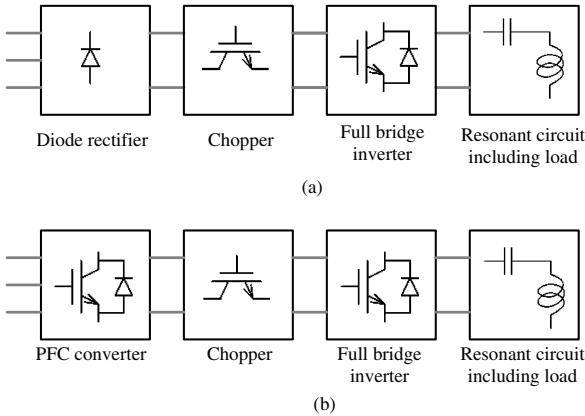 Diode rectifier
Chopper
Full bridge
inverter
Resonant circuit
including load
(a)
PFC converter
Chopper
Full bridge
inverter
Resonant circuit
including load
(b)